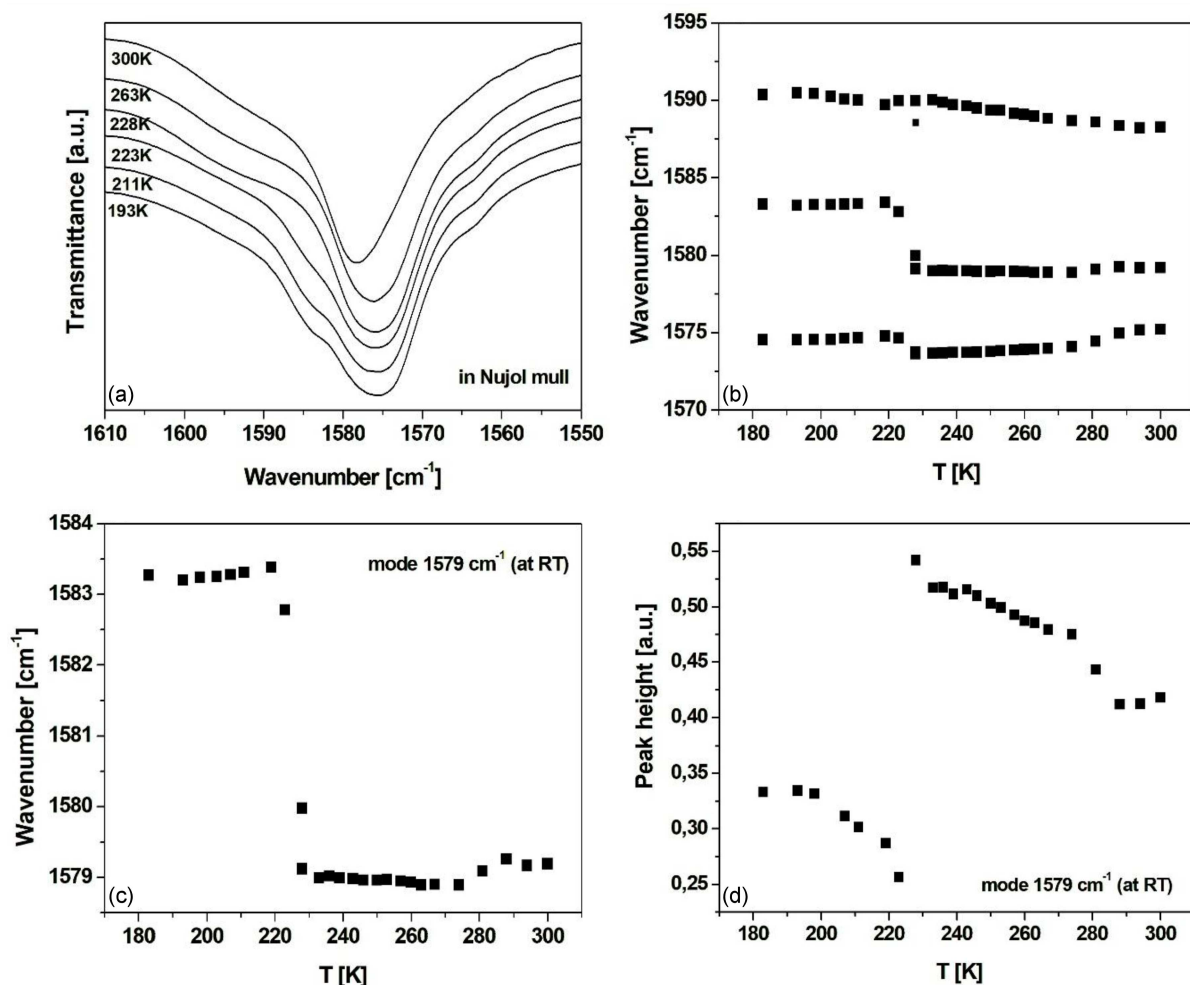 300K
263K
228K
223K
211K
193K
Transmittance [a.u.]
(a)
in Nujol mull
1610 1600 1590 1580 1570 1560 1550
Wavenumber [cm-1]
1595
1590
1585
1580
1575
1570
Wavenumber [cm-1]
(b)
180 200 220 240 260 280 300
T [K]
1584
1583
1582
1581
1580
1579
Wavenumber [cm-1]
mode 1579 cm-1 (at RT)
(c)
180 200 220 240 260 280 300
T [K]
0,55
0,50
0,45
0,40
0,35
0,30
0,25
Peak height [a.u.]
mode 1579 cm-1 (at RT)
(d)
180 200 220 240 260 280 300
T [K]